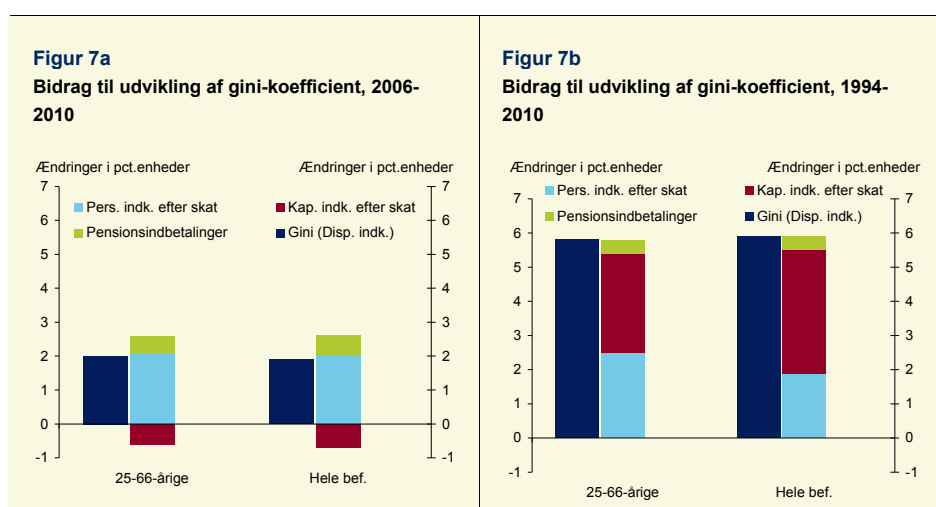 Figur 7a
Bidrag til udvikling af gini-koefficient, 2006-
2010
Ændringer i pct.enheder Ændringer i pct.enheder
7 7
6 6
5 5
4 4
3 3
2 2
1 1
0 0
-1 -1
Pers. indk. efter skat Kap. indk. efter skat
Pensionsindbetalinger Gini (Disp. indk.)
25-66-årige Hele bef.
Figur 7b
Bidrag til udvikling af gini-koefficient, 1994-
2010
Ændringer i pct.enheder Ændringer i pct.enheder
7 7
6 6
5 5
4 4
3 3
2 2
1 1
0 0
-1 -1
Pers. indk. efter skat Kap. indk. efter skat
Pensionsindbetalinger Gini (Disp. indk.)
25-66-årige Hele bef.